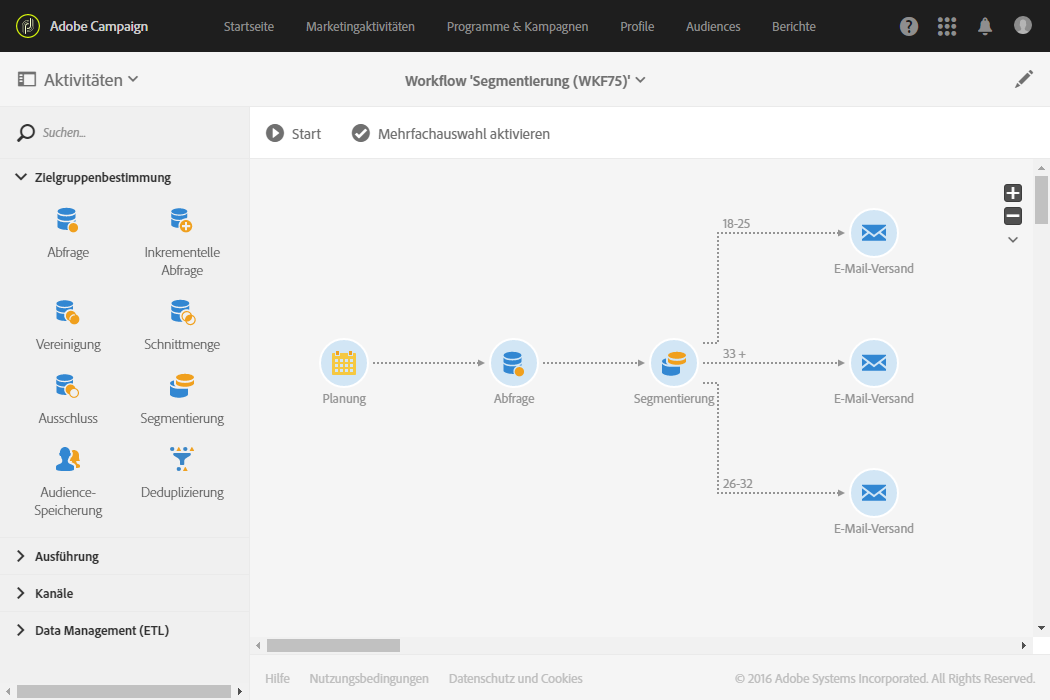 Adobe Campaign
Startseite
Marketingaktivitäten
Programme & Kampagnen
Profile
Audiences
Berichte
Aktivitäten
Workflow 'Segmentierung (WKF75)'
Suchen...
Start
Mehrfachauswahl aktivieren
Zielgruppenbestimmung
Abfrage
Inkrementelle
Abfrage
Vereinigung
Schnittmenge
Ausschluss
Segmentierung
Audience-
Speicherung
Deduplizierung
Ausführung
Kanäle
Data Management (ETL)
18-25
E-Mail-Versand
Planung
Abfrage
Segmentierung
33 +
E-Mail-Versand
26-32
E-Mail-Versand
Hilfe
Nutzungsbedingungen
Datenschutz und Cookies
© 2016 Adobe Systems Incorporated. All Rights Reserved.